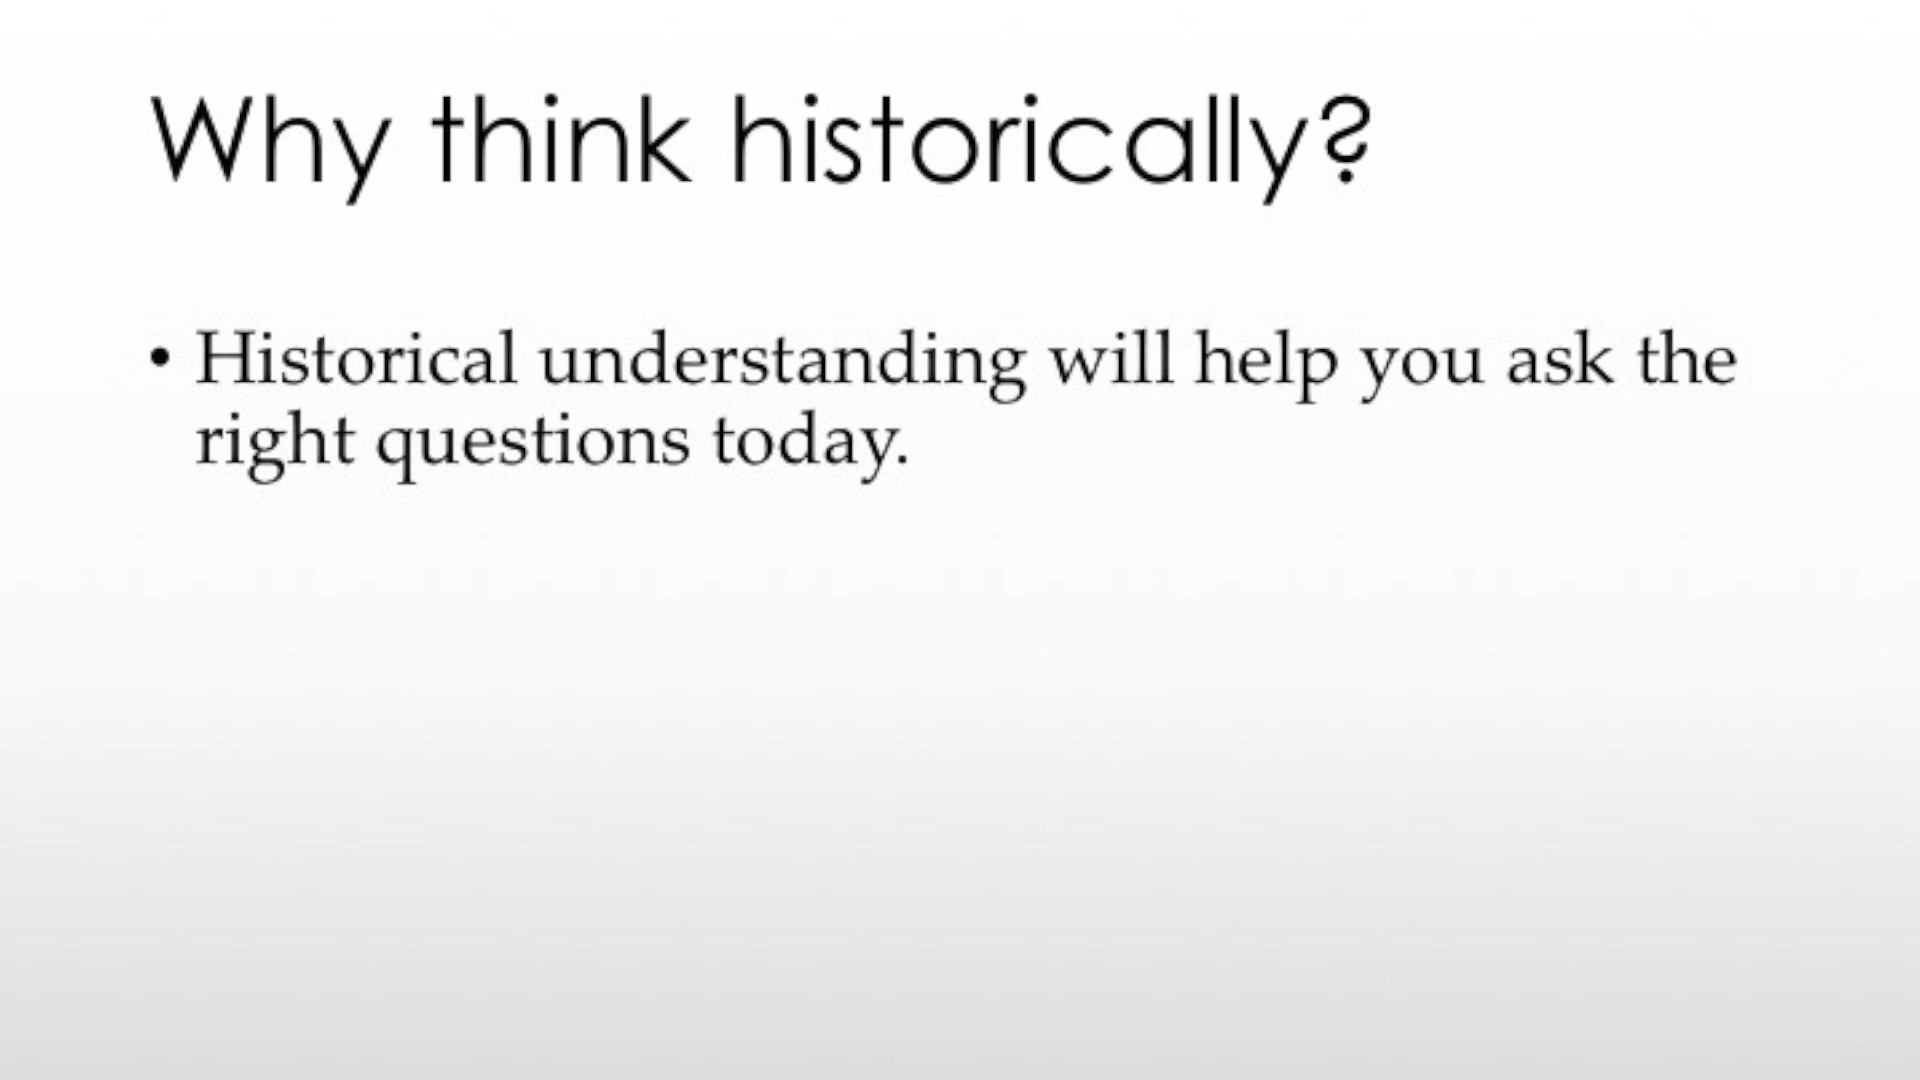 Why think historically?
• Historical understanding will help you ask the
right questions today.